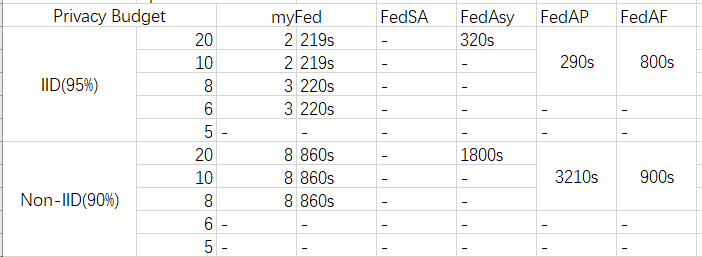 Privacy Budget myFed FedSA FedAsy FedAP FedAF
20 2 219s - 320s
10 2 219s - - 290s 800s
IID(95%) 8 3 220s - -
6 3 220s - - - -
5 - - - - - -
20 8 860s - 1800s
10 8 860s - - 3210s 900s
Non-IID(90%) 8 8 860s - -
6 - - - - - -
5 - - - - - -